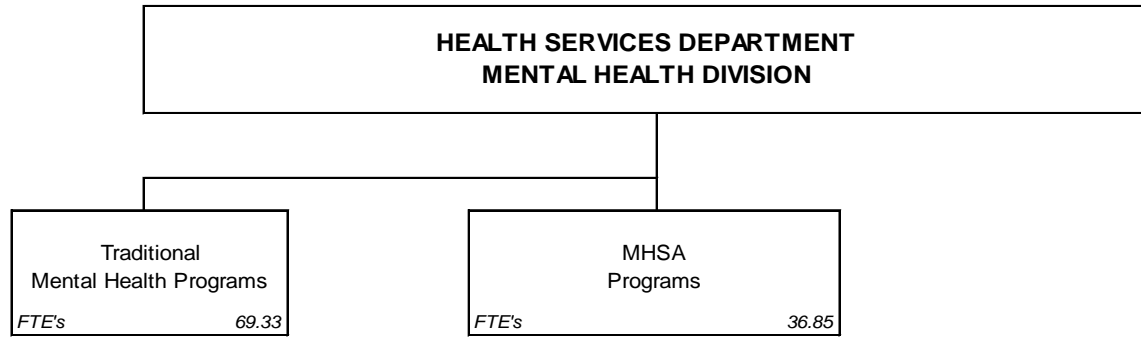 HEALTH SERVICES DEPARTMENT
MENTAL HEALTH DIVISION
Traditional
Mental Health Programs
FTE's 69.33
MHSA
Programs
FTE's 36.85